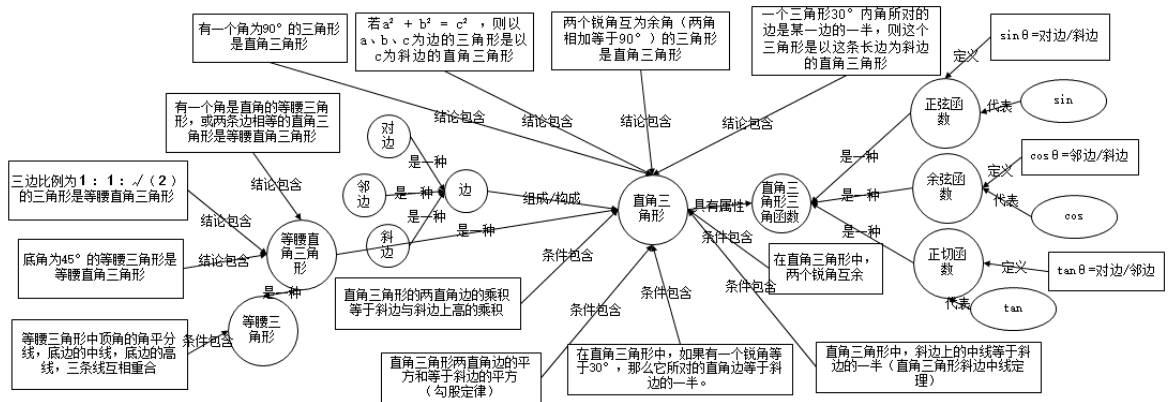 有一个角为90°的三角形
是直角三角形
若a² + b² = c² ，则以
a、b、c为边的三角形是以
c为斜边的直角三角形
两个锐角互为余角（两角
相加等于90°）的三角形
是直角三角形
一个三角形30°内角所对的
边是某一边的一半，则这个
三角形是以这条长边为斜边
的直角三角形
sinθ=对边/斜边
定义
正弦函
数
代表
sin
有一个角是直角的等腰三角
形，或两条边相等的直角三
角形是等腰直角三角形
结论包含
结论包含
结论包含
结论包含
对
边
是一种
邻
边
是一种
边
斜
边
是一种
组成/构成
直角三
角形
具有属性
直角三
角形三
角函数
是一种
是一种
是一种
余弦函
数
定义
cosθ=邻边/斜边
代表
cos
三边比例为1：1：√（2）
的三角形是等腰直角三角形
结论包含
结论包含
底角为45°的等腰三角形是
等腰直角三角形
结论包含
等腰直
角三角
形
是一种
正切函
数
定义
tanθ=对边/邻边
代表
tan
是一种
等腰三
角形
等腰三角形中顶角的角平分
线，底边的中线，底边的高
线，三条线互相重合
条件包含
直角三角形的两直角边的乘积
等于斜边与斜边上高的乘积
条件包含
条件包含
条件包含
条件包含
条件包含
在直角三角形中，
两个锐角互余
直角三角形两直角边的平
方和等于斜边的平方
（勾股定律）
在直角三角形中，如果有一个锐角等
于30°，那么它所对的直角边等于斜
边的一半。
直角三角形中，斜边上的中线等于斜
边的一半（直角三角形斜边中线定
理）